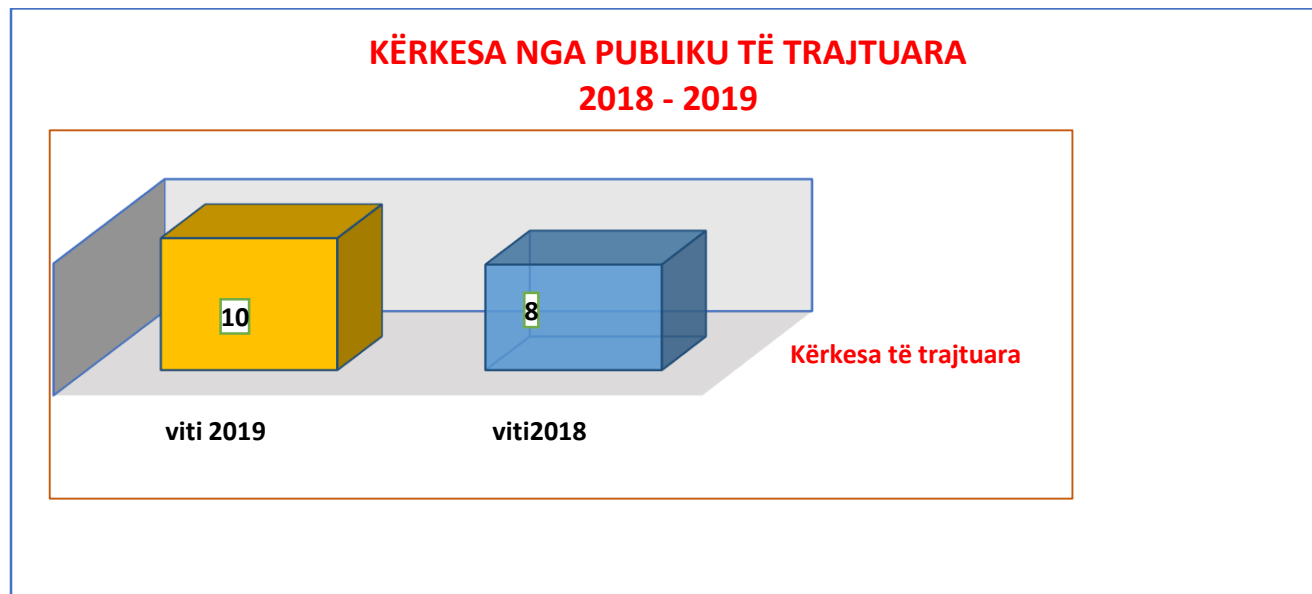 KËRKESA NGA PUBLIKU TË TRAJTUARA
2018 - 2019
10
8
Kërkesa të trajtuara
viti 2019
viti2018